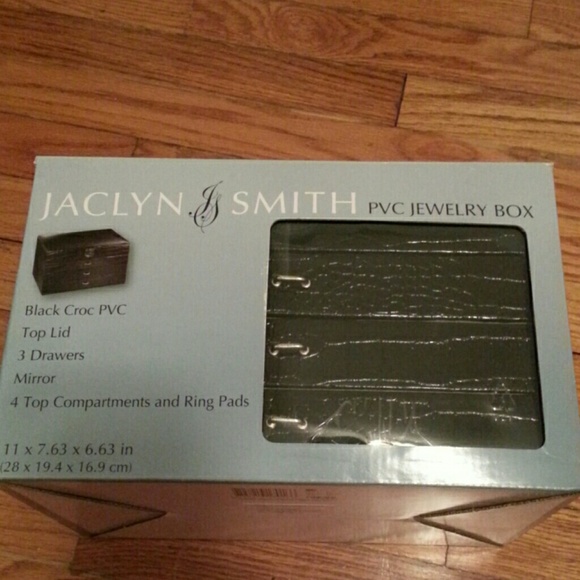 JACLYN JS SMITH PVC JEWELRY BOX
Black Croc PVC
Top Lid
3 Drawers
Mirror
4 Top Compartments and Ring Pads
11 x 7.63 x 6.63 in
(28 x 19.4 x 16.9 cm)